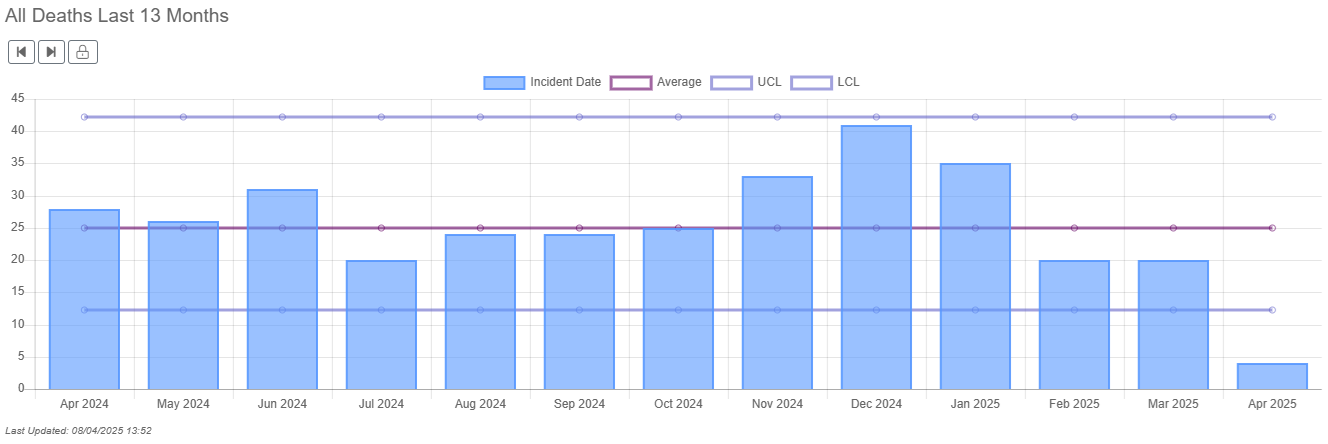 All Deaths Last 13 Months
Incident Date Average UCL LCL
45
40
35
30
25
20
15
10
5
0
Apr 2024 May 2024 Jun 2024 Jul 2024 Aug 2024 Sep 2024 Oct 2024 Nov 2024 Dec 2024 Jan 2025 Feb 2025 Mar 2025 Apr 2025
Last Updated: 08/04/2025 13:52